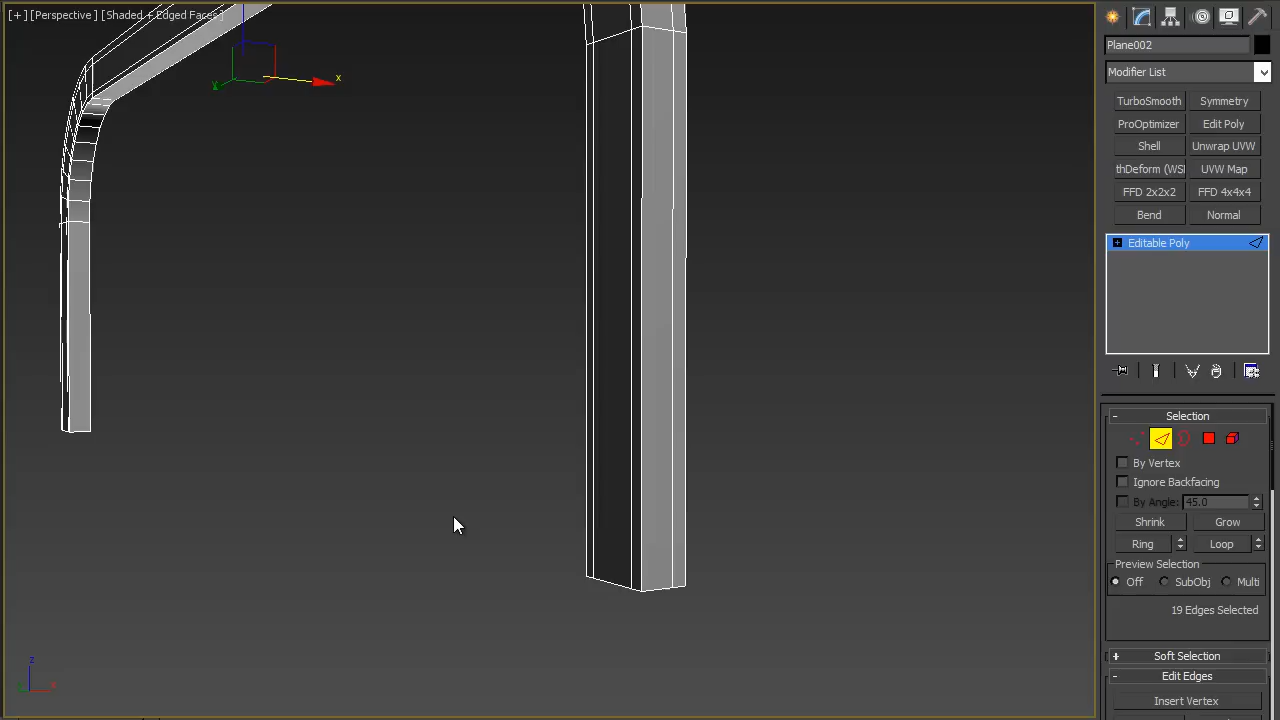 [ + ] [Perspective ] [ Shaded + Edged Faces ]
Plane002
Modifier List
TurboSmooth Symmetry
ProOptimizer Edit Poly
Shell Unwrap UVW
thDeform (WSI UVW Map
FFD 2x2x2 FFD 4x4x4
Bend Normal
+ Editable Poly
- Selection
By Vertex
Ignore Backfacing
By Angle: 45.0
Shrink Grow
Ring Loop
Preview Selection
Off SubObj Multi
19 Edges Selected
+ Soft Selection
- Edit Edges
Insert Vertex
x
y
z
x